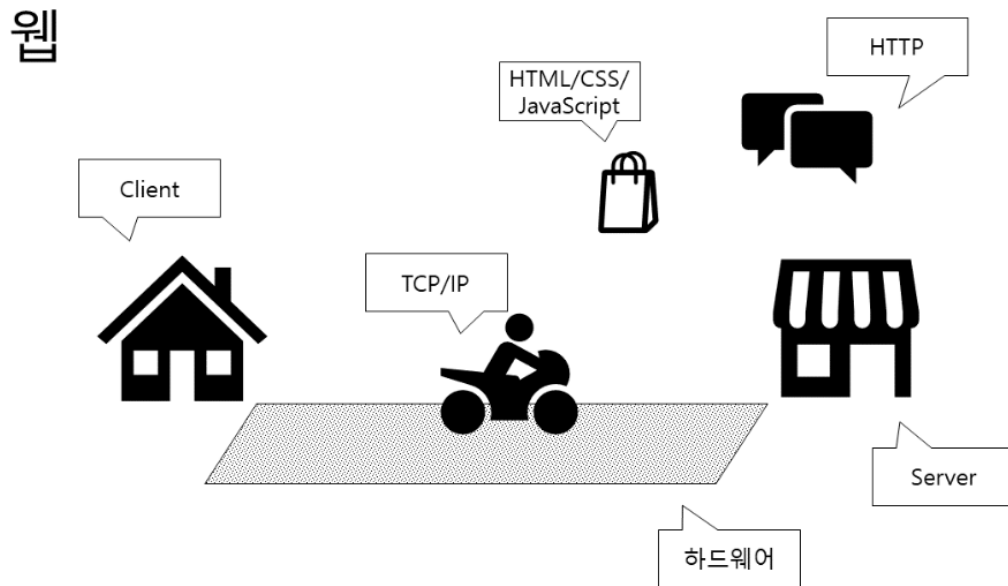 웹
HTTP
HTML/CSS/
JavaScript
Client
TCP/IP
Server
하드웨어